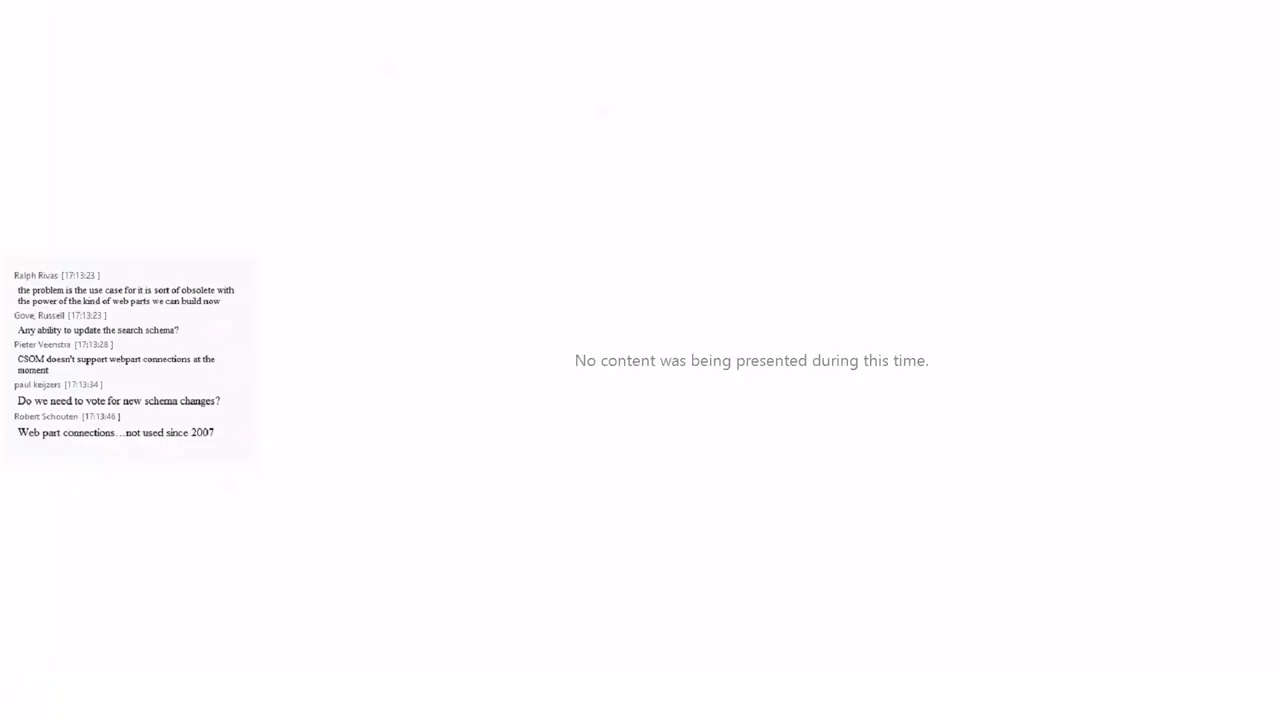 Ralph Rivas [17:13:23 ]
the problem is the use case for it is sort of obsolete with
the power of the kind of web parts we can build now
Gove, Russell [17:13:23 ]
Any ability to update the search schema?
Pieter Veenstra [17:13:28 ]
CSOM doesn't support webpart connections at the
moment
paul keijzers [17:13:34 ]
Do we need to vote for new schema changes?
Robert Schouten [17:13:46 ]
Web part connections…not used since 2007
No content was being presented during this time.